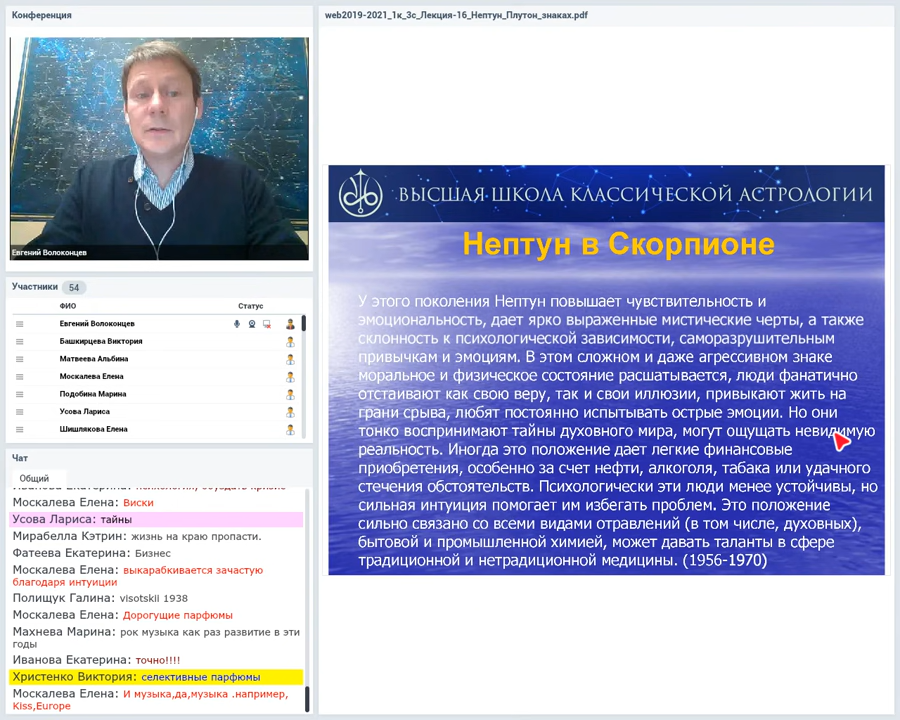 Конференция
Евгений Волоконцев
Участники 54
ФИО Статус
Евгений Волоконцев
Башкирцева Виктория
Матвеева Альбина
Москалева Елена
Подобина Марина
Усова Лариса
Шишлякова Елена
Чат
Общий
Москалева Елена: Виски
Усова Лариса: тайны
Мирабелла Кэтрин: жизнь на краю пропасти.
Фатеева Екатерина: Бизнес
Москалева Елена: выкарабкивается зачастую
благодаря интуиции
Полищук Галина: visotskii 1938
Москалева Елена: Дорогущие парфюмы
Махнева Марина: рок музыка как раз развитие в эти
годы
Иванова Екатерина: точно!!!!
Христенко Виктория: селективные парфюмы
Москалева Елена: И музыка,да,музыка .например,
Kiss,Europe
web2019-2021_1к_3с_Лекция-16_Нептун_Плутон_знаках.pdf
ВЫСШАЯ ШКОЛА КЛАССИЧЕСКОЙ АСТРОЛОГИИ
Нептун в Скорпионе
У этого поколения Нептун повышает чувствительность и
эмоциональность, дает ярко выраженные мистические черты, а также
склонность к психологической зависимости, саморазрушительным
привычкам и эмоциям. В этом сложном и даже агрессивном знаке
моральное и физическое состояние расшатывается, люди фанатично
отстаивают как свою веру, так и свои иллюзии, привыкают жить на
грани срыва, любят постоянно испытывать острые эмоции. Но они
тонко воспринимают тайны духовного мира, могут ощущать невидимую
реальность. Иногда это положение дает легкие финансовые
приобретения, особенно за счет нефти, алкоголя, табака или удачного
стечения обстоятельств. Психологически эти люди менее устойчивы, но
сильная интуиция помогает им избегать проблем. Это положение
сильно связано со всеми видами отравлений (в том числе, духовных),
бытовой и промышленной химией, может давать таланты в сфере
традиционной и нетрадиционной медицины. (1956-1970)